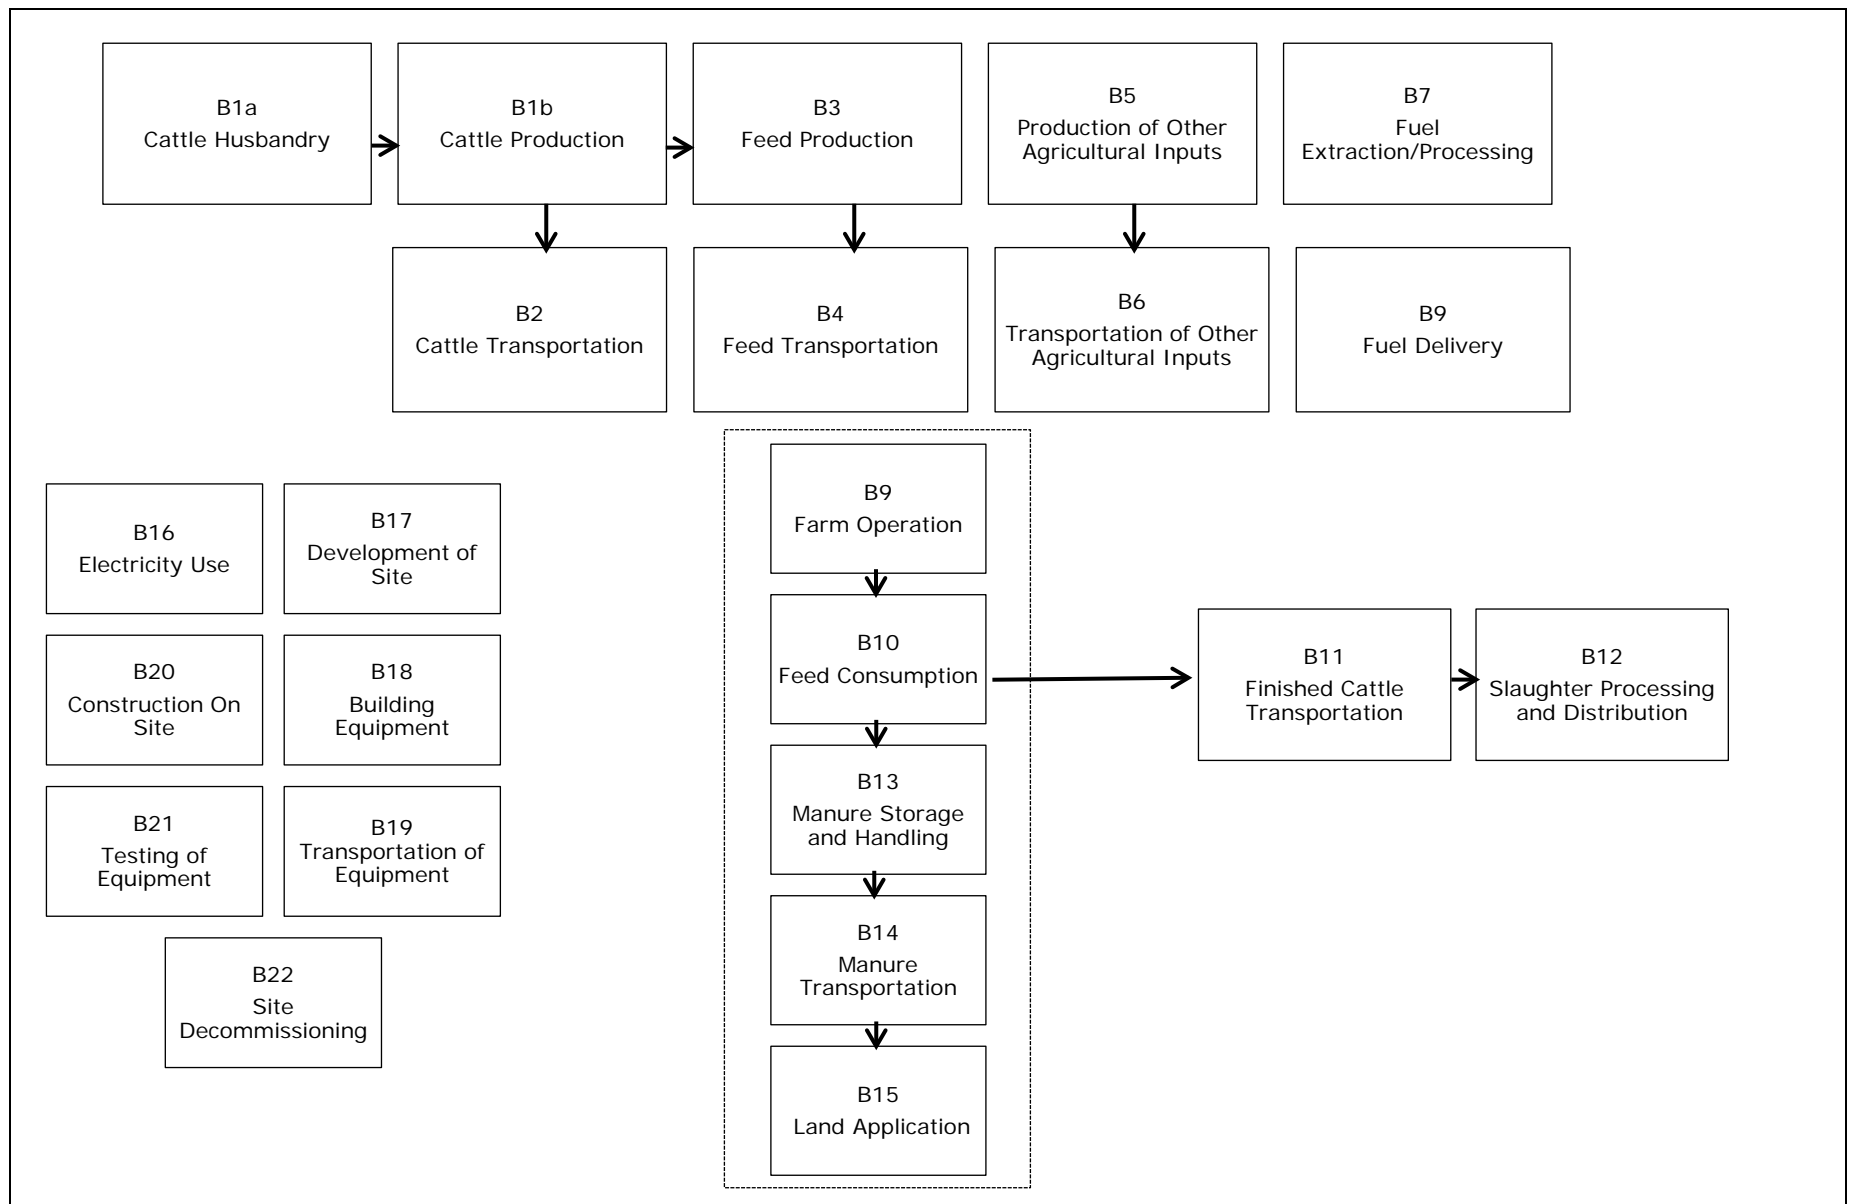 B1a
Cattle Husbandry
B1b
Cattle Production
B3
Feed Production
B5
Production of Other
Agricultural Inputs
B7
Fuel
Extraction/Processing
B2
Cattle Transportation
B4
Feed Transportation
B6
Transportation of Other
Agricultural Inputs
B9
Fuel Delivery
B9
Farm Operation
B16
Electricity Use
B17
Development of
Site
B10
Feed Consumption
B11
Finished Cattle
Transportation
B12
Slaughter Processing
and Distribution
B20
Construction On
Site
B18
Building
Equipment
B13
Manure Storage
and Handling
B21
Testing of
Equipment
B19
Transportation of
Equipment
B14
Manure
Transportation
B22
Site
Decommissioning
B15
Land Application